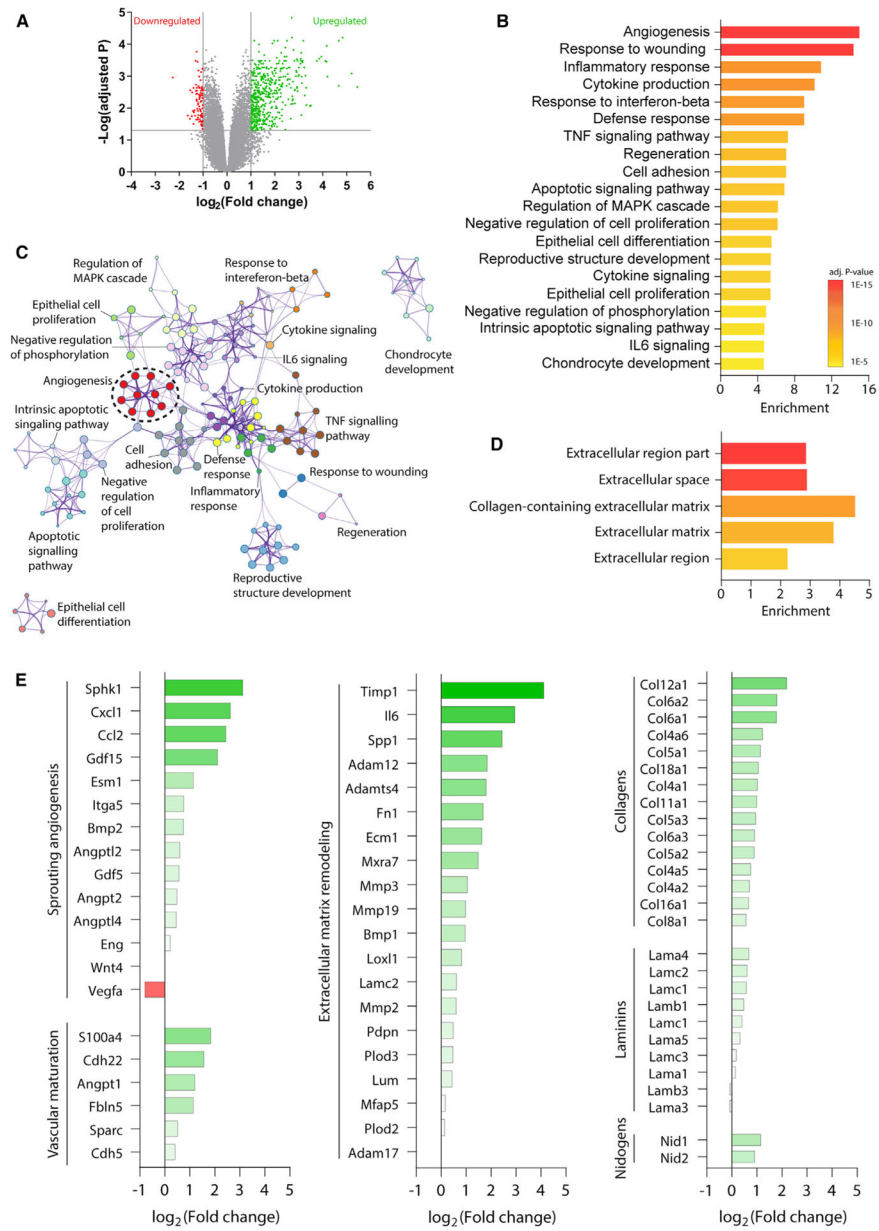 A
Downregulated
Upregulated
-Log(adjusted P)
5
4
3
2
1
0
-4
-3
-2
-1
0
1
2
3
4
5
6
log2(Fold change)
B
Angiogenesis
Response to wounding
Inflammatory response
Cytokine production
Response to interferon-beta
Defense response
TNF signaling pathway
Regeneration
Cell adhesion
Apoptotic signaling pathway
Regulation of MAPK cascade
Negative regulation of cell proliferation
Epithelial cell differentiation
Reproductive structure development
Cytokine signaling
Epithelial cell proliferation
Negative regulation of phosphorylation
Intrinsic apoptotic signaling pathway
IL6 signaling
Chondrocyte development
adj. P-value
1E-15
1E-10
1E-5
0
4
8
12
16
Enrichment
C
Regulation of
MAPK cascade
Response to
intereferon-beta
Epithelial cell
proliferation
Negative regulation
of phosphorylation
Cytokine signaling
IL6 signaling
Chondrocyte
development
Angiogenesis
Cytokine production
Intrinsic apoptotic
singaling pathway
TNF signalling
pathway
Cell
adhesion
Defense
response
Response to wounding
Negative
regulation
of cell
proliferation
Inflammatory
response
Regeneration
Apoptotic
signalling
pathway
Reproductive
structure development
Epithelial cell
differentiation
D
Extracellular region part
Extracellular space
Collagen-containing extracellular matrix
Extracellular matrix
Extracellular region
0
1
2
3
4
5
Enrichment
E
Sprouting angiogenesis
Sphk1
Cxcl1
Ccl2
Gdf15
Esm1
Itga5
Bmp2
Angptl2
Gdf5
Angpt2
Angptl4
Eng
Wnt4
Vegfa
Vascular maturation
S100a4
Cdh22
Angpt1
Fbln5
Sparc
Cdh5
-1
0
1
2
3
4
5
log2(Fold change)
Extracellular matrix remodeling
Timp1
Il6
Spp1
Adam12
Adamts4
Fn1
Ecm1
Mxra7
Mmp3
Mmp19
Bmp1
Loxl1
Lamc2
Mmp2
Pdpn
Plod3
Lum
Mfap5
Plod2
Adam17
-1
0
1
2
3
4
5
log2(Fold change)
Collagens
Col12a1
Col6a2
Col6a1
Col4a6
Col5a1
Col18a1
Col4a1
Col11a1
Col5a3
Col6a3
Col5a2
Col4a5
Col4a2
Col16a1
Col8a1
Laminins
Lama4
Lamc2
Lamc1
Lamb1
Lamc1
Lama5
Lamc3
Lama1
Lamb3
Lama3
Nidogens
Nid1
Nid2
-1
0
1
2
3
4
5
log2(Fold change)